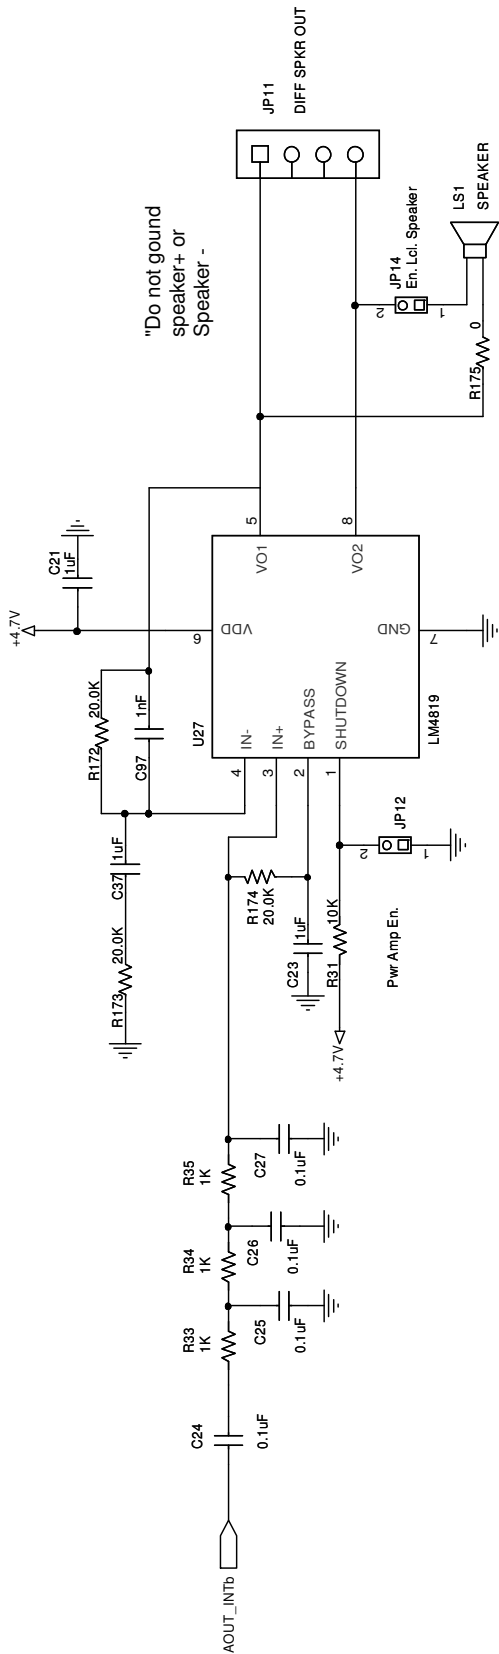 AOUT_INTb
C24
0.1uF
R33
1K
C25
0.1uF
R34
1K
C26
0.1uF
R35
1K
C27
0.1uF
R173
20.0K
C37
1uF
R172
20.0K
C97
1nF
R174
20.0K
C23
1uF
+4.7V
R31
10K
Pwr Amp En.
JP12
2
1
+4.7V
C21
1uF
U27
LM4819
4
IN-
3
IN+
2
BYPASS
1
SHUTDOWN
6
VDD
7
GND
5
VO1
8
VO2
"Do not gound
speaker+ or
Speaker -
JP11
DIFF SPKR OUT
JP14
En. Lcl. Speaker
2
1
R175
0
LS1
SPEAKER